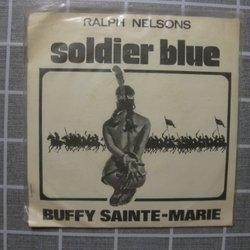 RALPH NELSONS
soldier blue
BUFFY SAINTE-MARIE